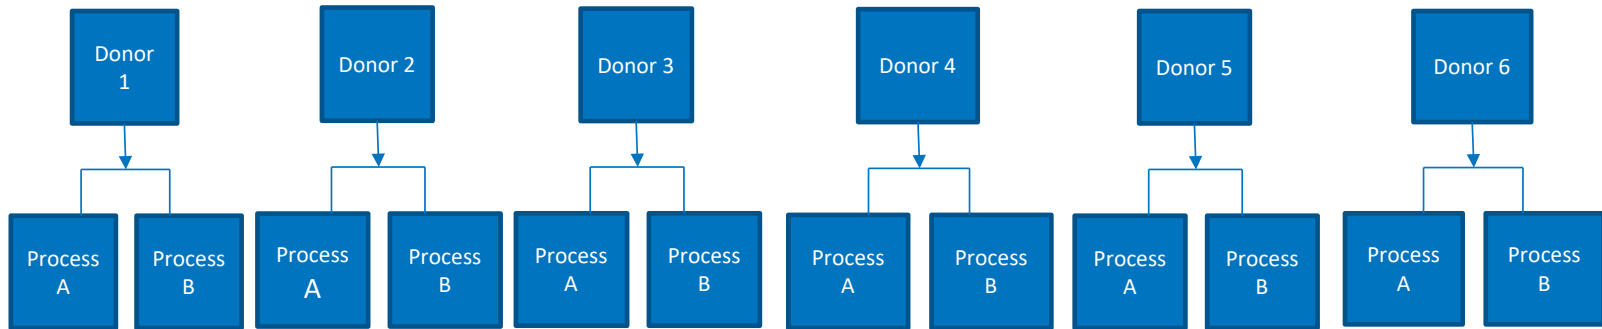 Donor
1
Donor 2
Donor 3
Donor 4
Donor 5
Donor 6
Process
A
Process
B
Process
A
Process
B
Process
A
Process
B
Process
A
Process
B
Process
A
Process
B
Process
A
Process
B